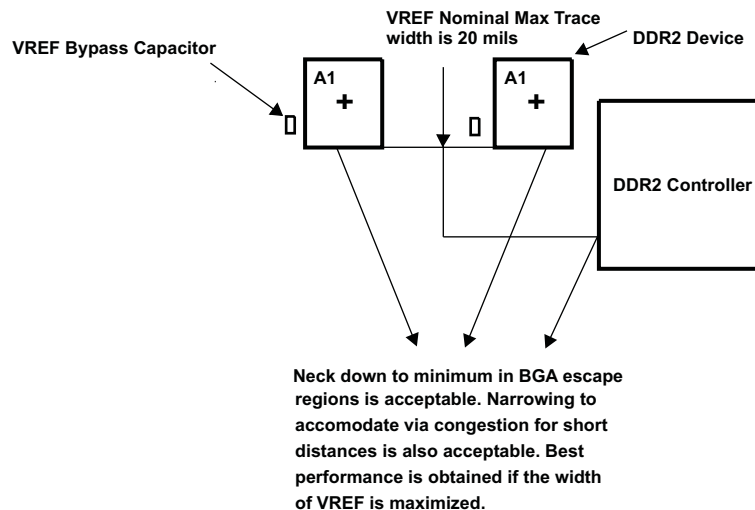 VREF Nominal Max Trace
width is 20 mils
VREF Bypass Capacitor
DDR2 Device
A1
A1
DDR2 Controller
Neck down to minimum in BGA escape
regions is acceptable. Narrowing to
accomodate via congestion for short
distances is also acceptable. Best
performance is obtained if the width
of VREF is maximized.